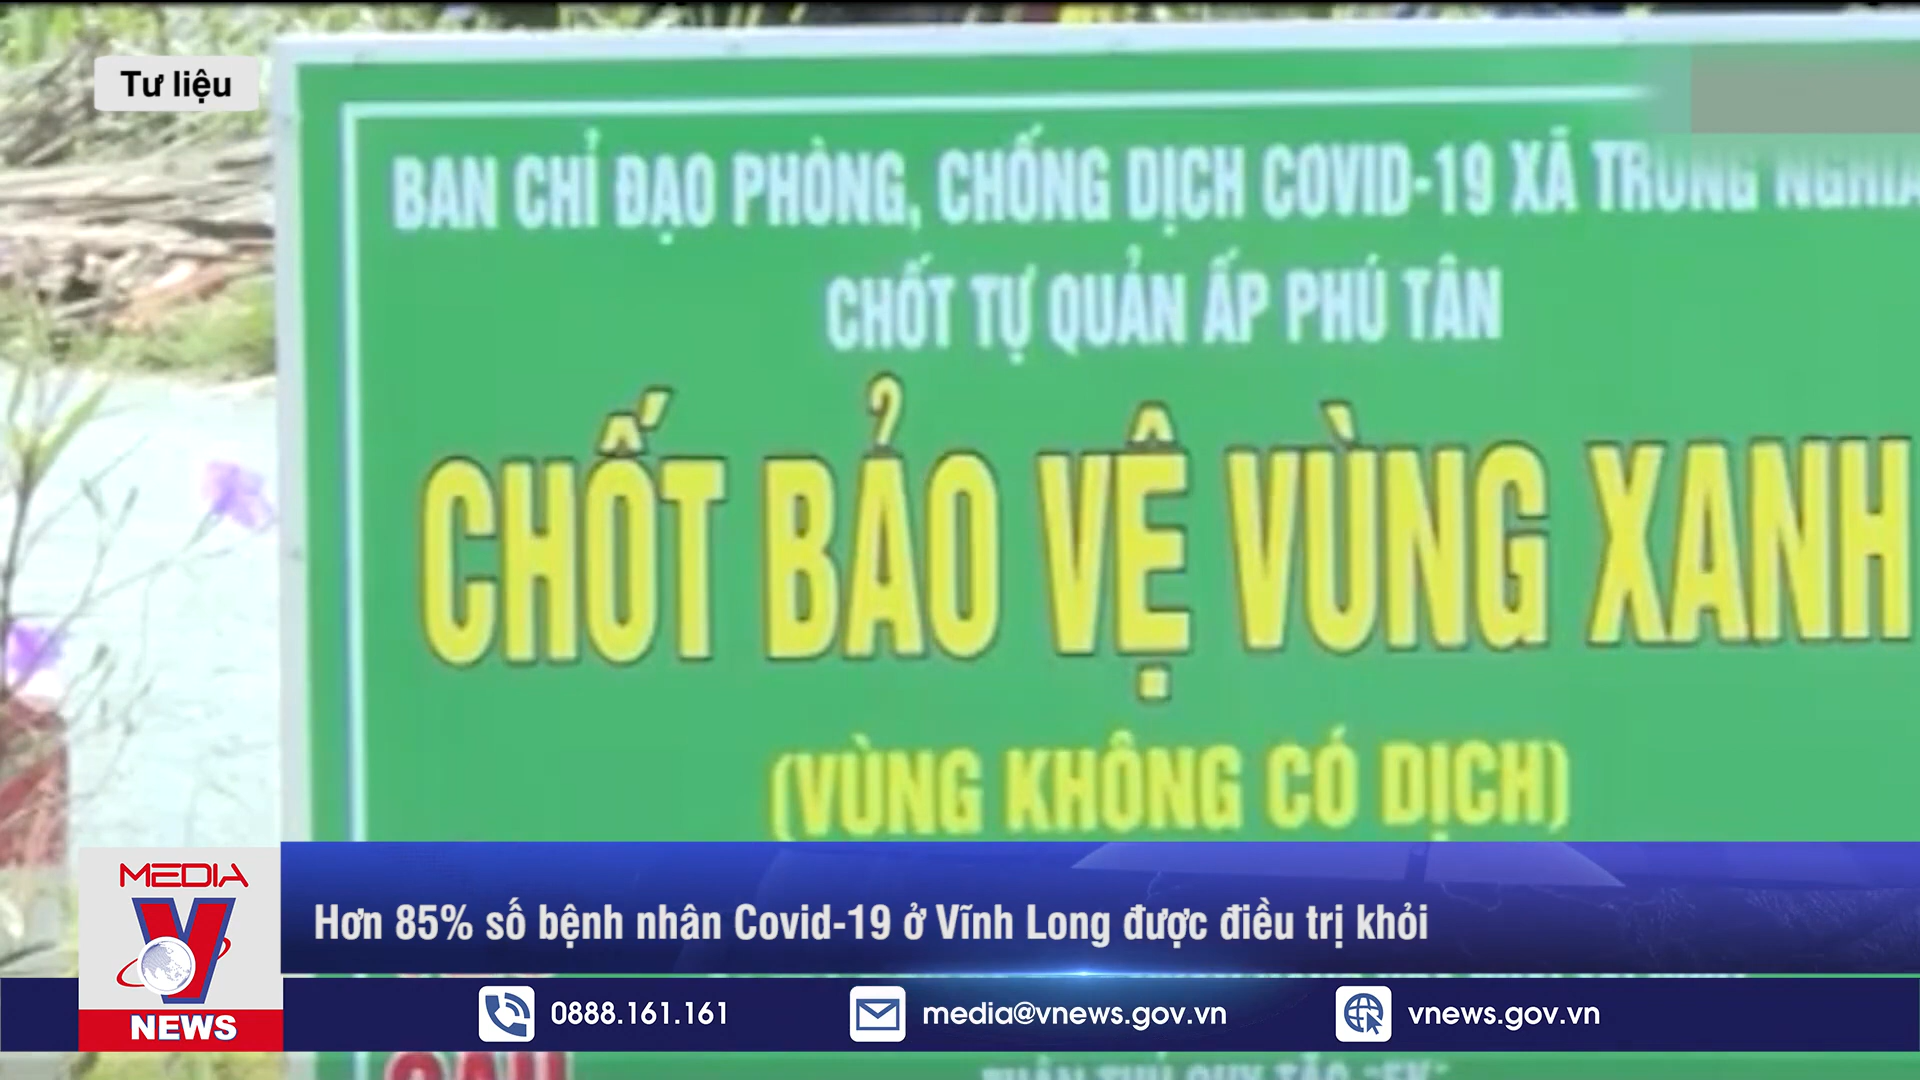 Tư liệu
BAN CHỈ ĐẠO PHÒNG, CHỐNG DỊCH COVID-19 XÃ TRUNG NGHĨA
CHỐT TỰ QUẢN ẤP PHÚ TÂN
CHỐT BẢO VỆ VÙNG XANH
(VÙNG KHÔNG CÓ DỊCH)
MEDIA
V
NEWS
Hơn 85% số bệnh nhân Covid-19 ở Vĩnh Long được điều trị khỏi
0888.161.161 media@vnews.gov.vn vnews.gov.vn